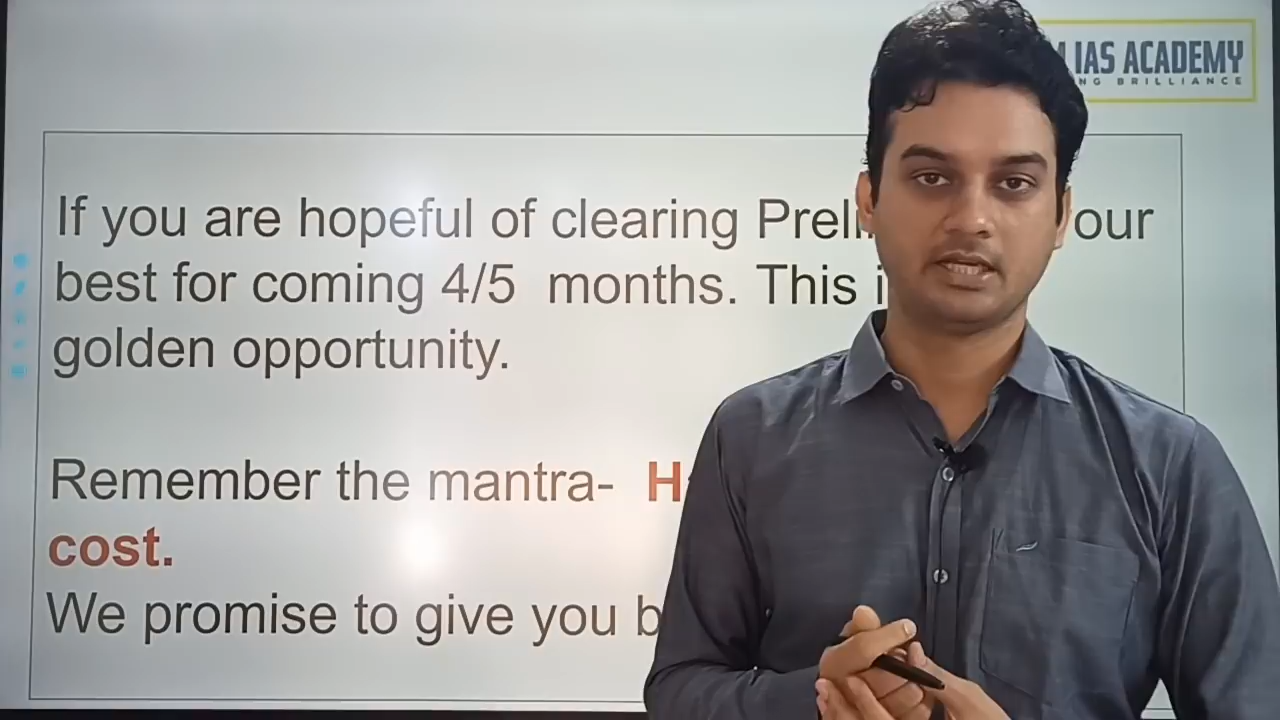 IAS ACADEMY
BRILLIANCE
If you are hopeful of clearing our
best for coming 4/5 months. This
golden opportunity.
Remember the mantra-
cost.
We promise to give you